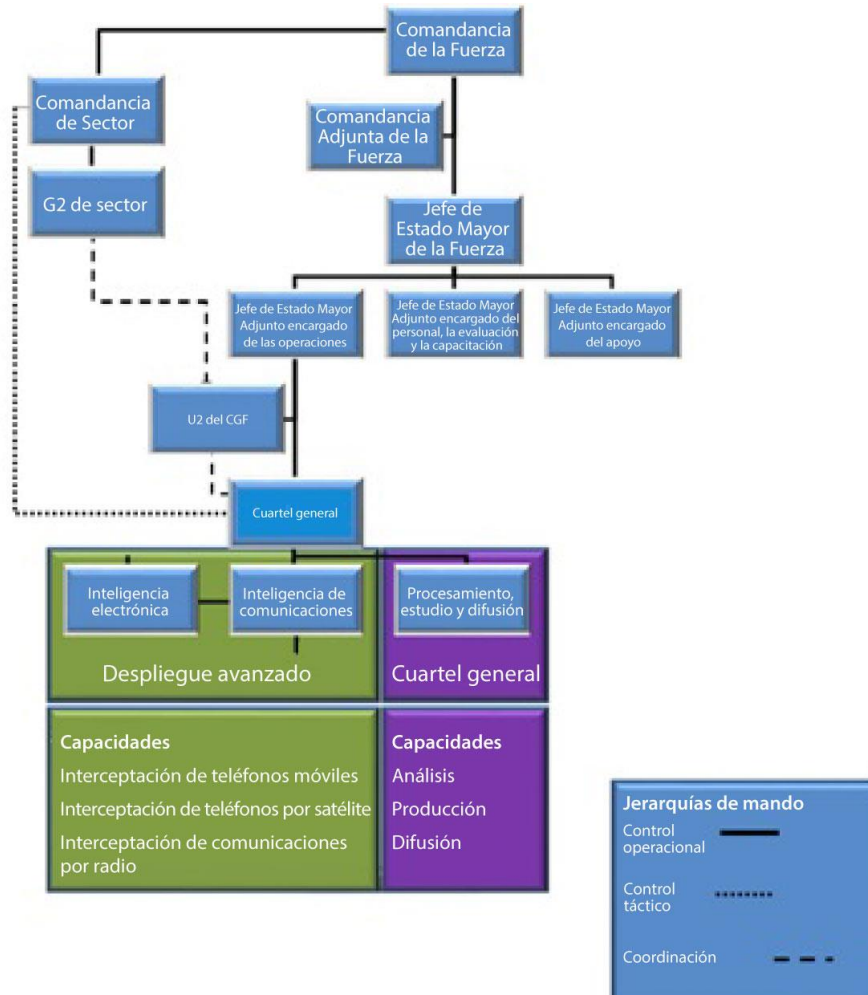 Comandancia
de la Fuerza
Comandancia
de Sector
Comandancia
Adjunta de la
Fuerza
G2 de sector
Jefe de
Estado Mayor
de la Fuerza
Jefe de Estado Mayor
Adjunto encargado
de las operaciones
Jefe de Estado Mayor
Adjunto encargado del
personal, la evaluación
y la capacitación
Jefe de Estado Mayor
Adjunto encargado
del apoyo
U2 del CGF
Cuartel general
Inteligencia
electrónica
Inteligencia de
comunicaciones
Procesamiento,
estudio y difusión
Despliegue avanzado
Cuartel general
Capacidades
Interceptación de teléfonos móviles
Interceptación de teléfonos por satélite
Interceptación de comunicaciones
por radio
Capacidades
Análisis
Producción
Difusión
Jerarquías de mando
Control
operacional
Control
táctico
Coordinación